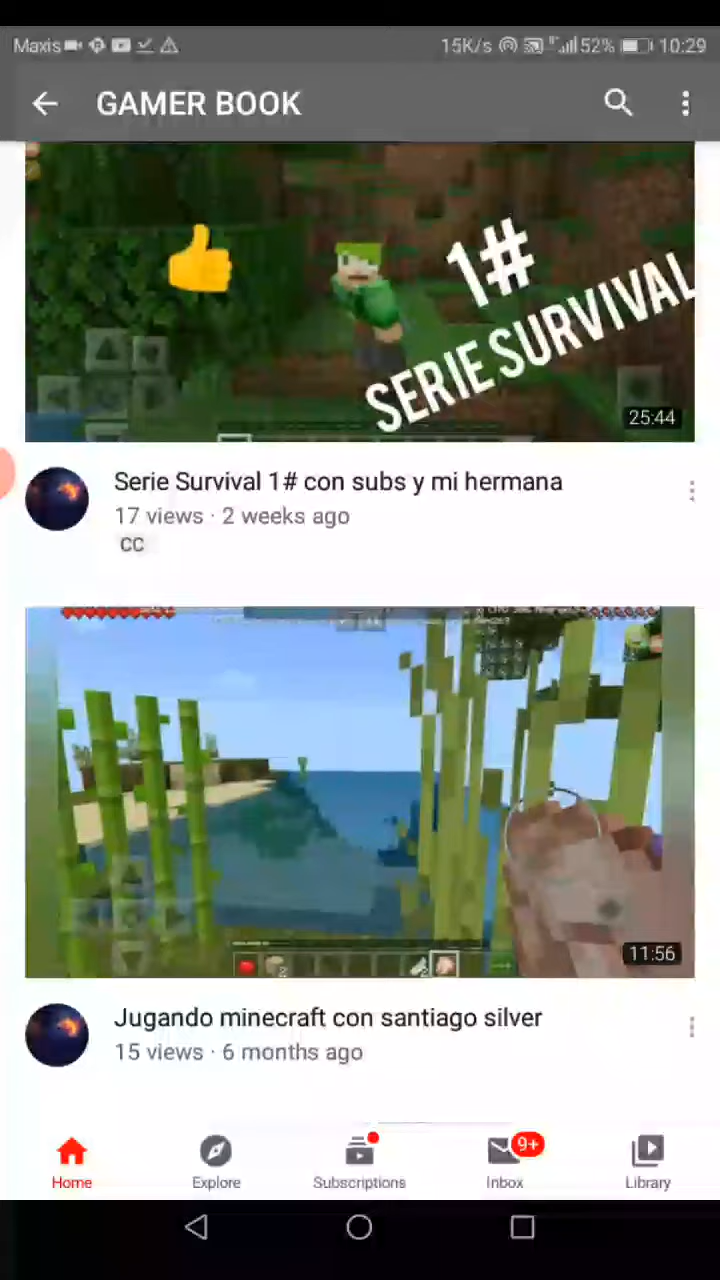 Maxis 15K/s 52% 10:29
GAMER BOOK
1#
SERIE SURVIVAL
25:44
Serie Survival 1# con subs y mi hermana
17 views · 2 weeks ago
CC
11:56
Jugando minecraft con santiago silver
15 views · 6 months ago
9+
Home Explore Subscriptions Inbox Library